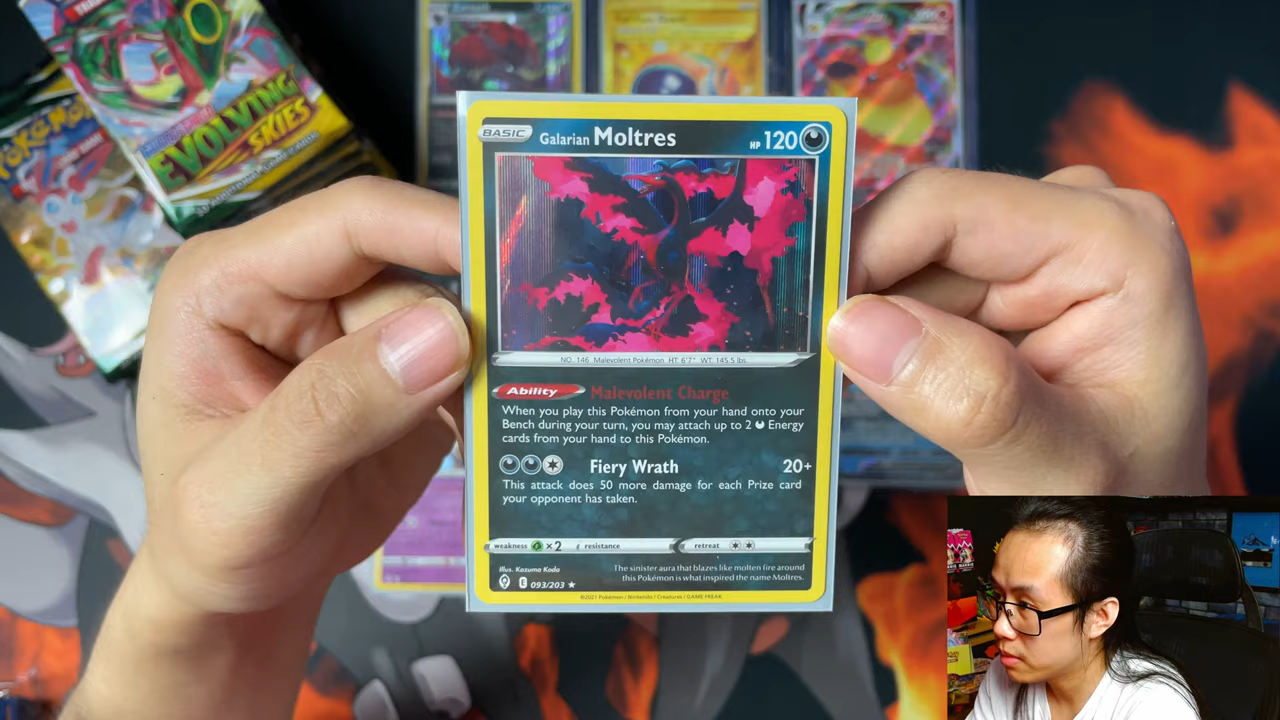 EVOLVING
SKIES
POKÉMON
BASIC Galarian Moltres HP 120
NO. 146 Malevolent Pokémon HT: 6'7" WT: 145.5 lbs.
Ability Malevolent Charge
When you play this Pokémon from your hand onto your
Bench during your turn, you may attach up to 2 Energy
cards from your hand to this Pokémon.
Fiery Wrath 20+
This attack does 50 more damage for each Prize card
your opponent has taken.
weakness ×2 resistance retreat
Illus. Kazuma Koda
The sinister aura that blazes like molten fire around
this Pokémon is what inspired the name Moltres.
E 093/203 ★
©2021 Pokémon / Nintendo / Creatures / GAME FREAK